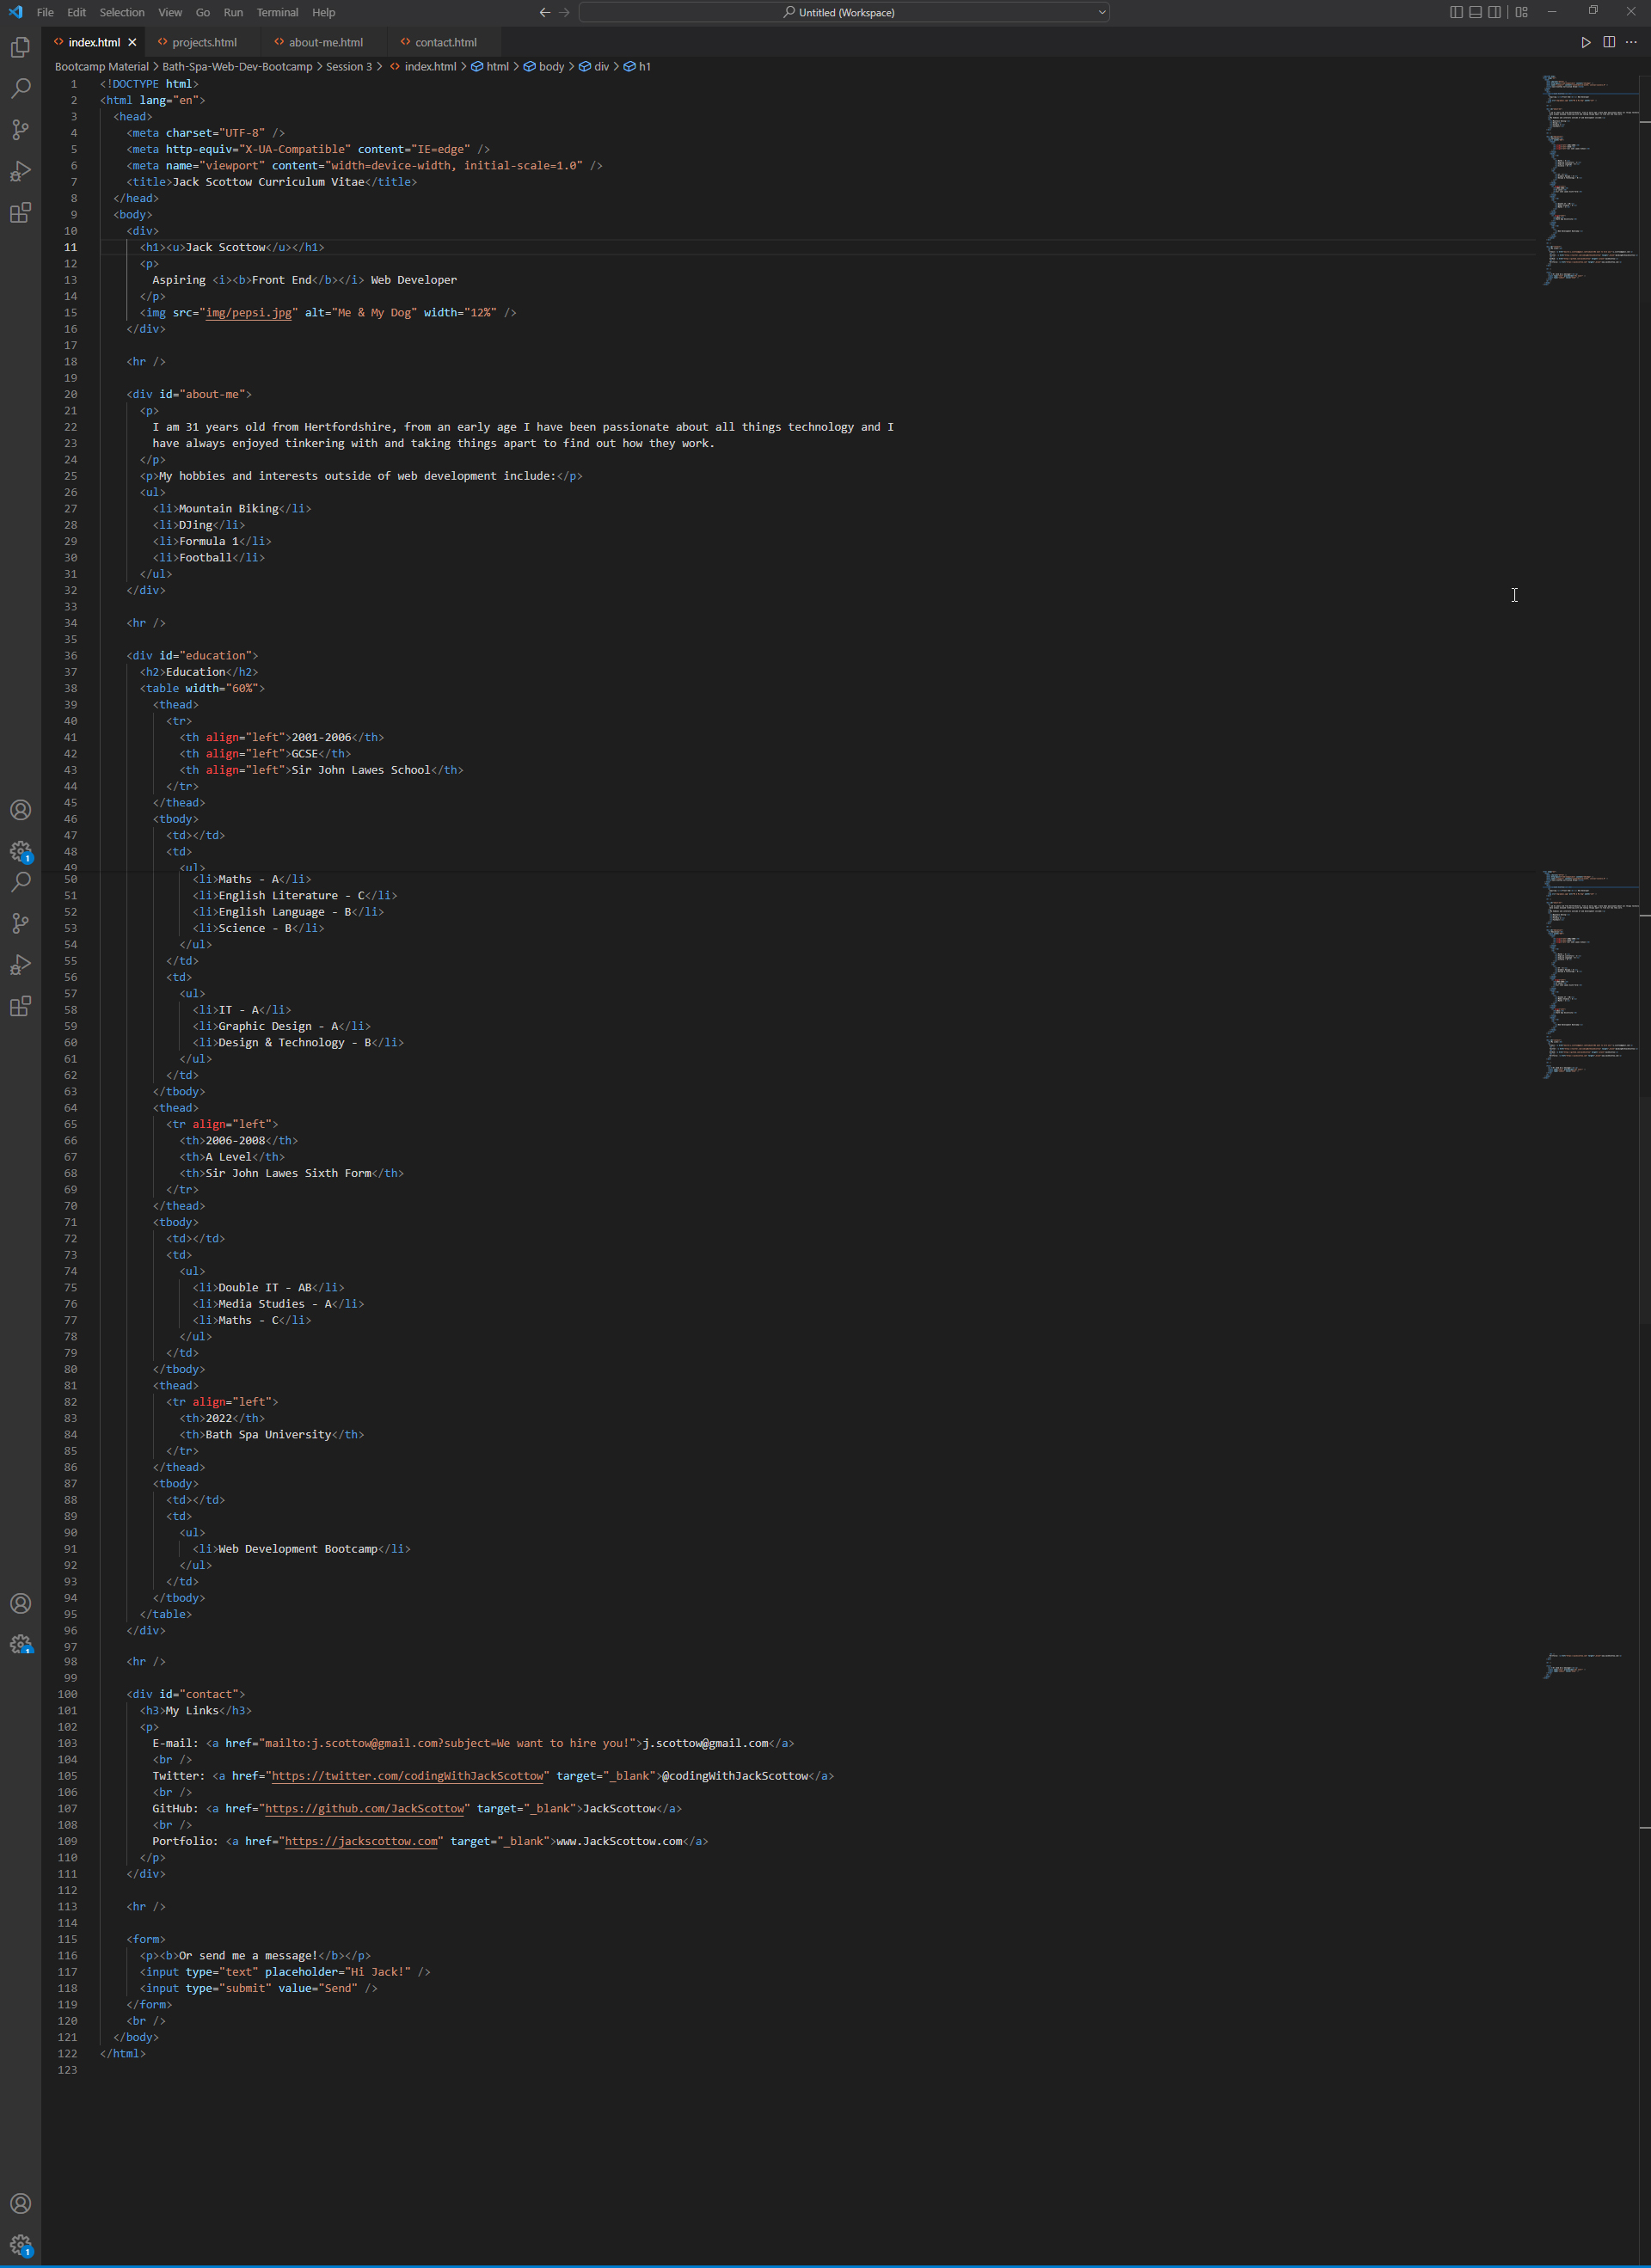 File Edit Selection View Go Run Terminal Help Untitled (Workspace)
index.html projects.html about-me.html contact.html
Bootcamp Material > Bath-Spa-Web-Dev-Bootcamp > Session 3 > index.html > html > body > div > h1
1 <!DOCTYPE html>
2 <html lang="en">
3 <head>
4 <meta charset="UTF-8" />
5 <meta http-equiv="X-UA-Compatible" content="IE=edge" />
6 <meta name="viewport" content="width=device-width, initial-scale=1.0" />
7 <title>Jack Scottow Curriculum Vitae</title>
8 </head>
9 <body>
10 <div>
11 <h1><u>Jack Scottow</u></h1>
12 <p>
13 Aspiring <i><b>Front End</b></i> Web Developer
14 </p>
15 <img src="img/pepsi.jpg" alt="Me & My Dog" width="12%" />
16 </div>
17
18 <hr />
19
20 <div id="about-me">
21 <p>
22 I am 31 years old from Hertfordshire, from an early age I have been passionate about all things technology and I
23 have always enjoyed tinkering with and taking things apart to find out how they work.
24 </p>
25 <p>My hobbies and interests outside of web development include:</p>
26 <ul>
27 <li>Mountain Biking</li>
28 <li>DJing</li>
29 <li>Formula 1</li>
30 <li>Football</li>
31 </ul>
32 </div>
33
34 <hr />
35
36 <div id="education">
37 <h2>Education</h2>
38 <table width="60%">
39 <thead>
40 <tr>
41 <th align="left">2001-2006</th>
42 <th align="left">GCSE</th>
43 <th align="left">Sir John Lawes School</th>
44 </tr>
45 </thead>
46 <tbody>
47 <td></td>
48 <td>
49 <ul>
50 <li>Maths - A</li>
51 <li>English Literature - C</li>
52 <li>English Language - B</li>
53 <li>Science - B</li>
54 </ul>
55 </td>
56 <td>
57 <ul>
58 <li>IT - A</li>
59 <li>Graphic Design - A</li>
60 <li>Design & Technology - B</li>
61 </ul>
62 </td>
63 </tbody>
64 <thead>
65 <tr align="left">
66 <th>2006-2008</th>
67 <th>A Level</th>
68 <th>Sir John Lawes Sixth Form</th>
69 </tr>
70 </thead>
71 <tbody>
72 <td></td>
73 <td>
74 <ul>
75 <li>Double IT - AB</li>
76 <li>Media Studies - A</li>
77 <li>Maths - C</li>
78 </ul>
79 </td>
80 </tbody>
81 <thead>
82 <tr align="left">
83 <th>2022</th>
84 <th>Bath Spa University</th>
85 </tr>
86 </thead>
87 <tbody>
88 <td></td>
89 <td>
90 <ul>
91 <li>Web Development Bootcamp</li>
92 </ul>
93 </td>
94 </tbody>
95 </table>
96 </div>
97
98 <hr />
99
100 <div id="contact">
101 <h3>My Links</h3>
102 <p>
103 E-mail: <a href="mailto:j.scottow@gmail.com?subject=We want to hire you!">j.scottow@gmail.com</a>
104 <br />
105 Twitter: <a href="https://twitter.com/codingWithJackScottow" target="_blank">@codingWithJackScottow</a>
106 <br />
107 GitHub: <a href="https://github.com/JackScottow" target="_blank">JackScottow</a>
108 <br />
109 Portfolio: <a href="https://jackscottow.com" target="_blank">www.JackScottow.com</a>
110 </p>
111 </div>
112
113 <hr />
114
115 <form>
116 <p><b>Or send me a message!</b></p>
117 <input type="text" placeholder="Hi Jack!" />
118 <input type="submit" value="Send" />
119 </form>
120 <br />
121 </body>
122 </html>
123